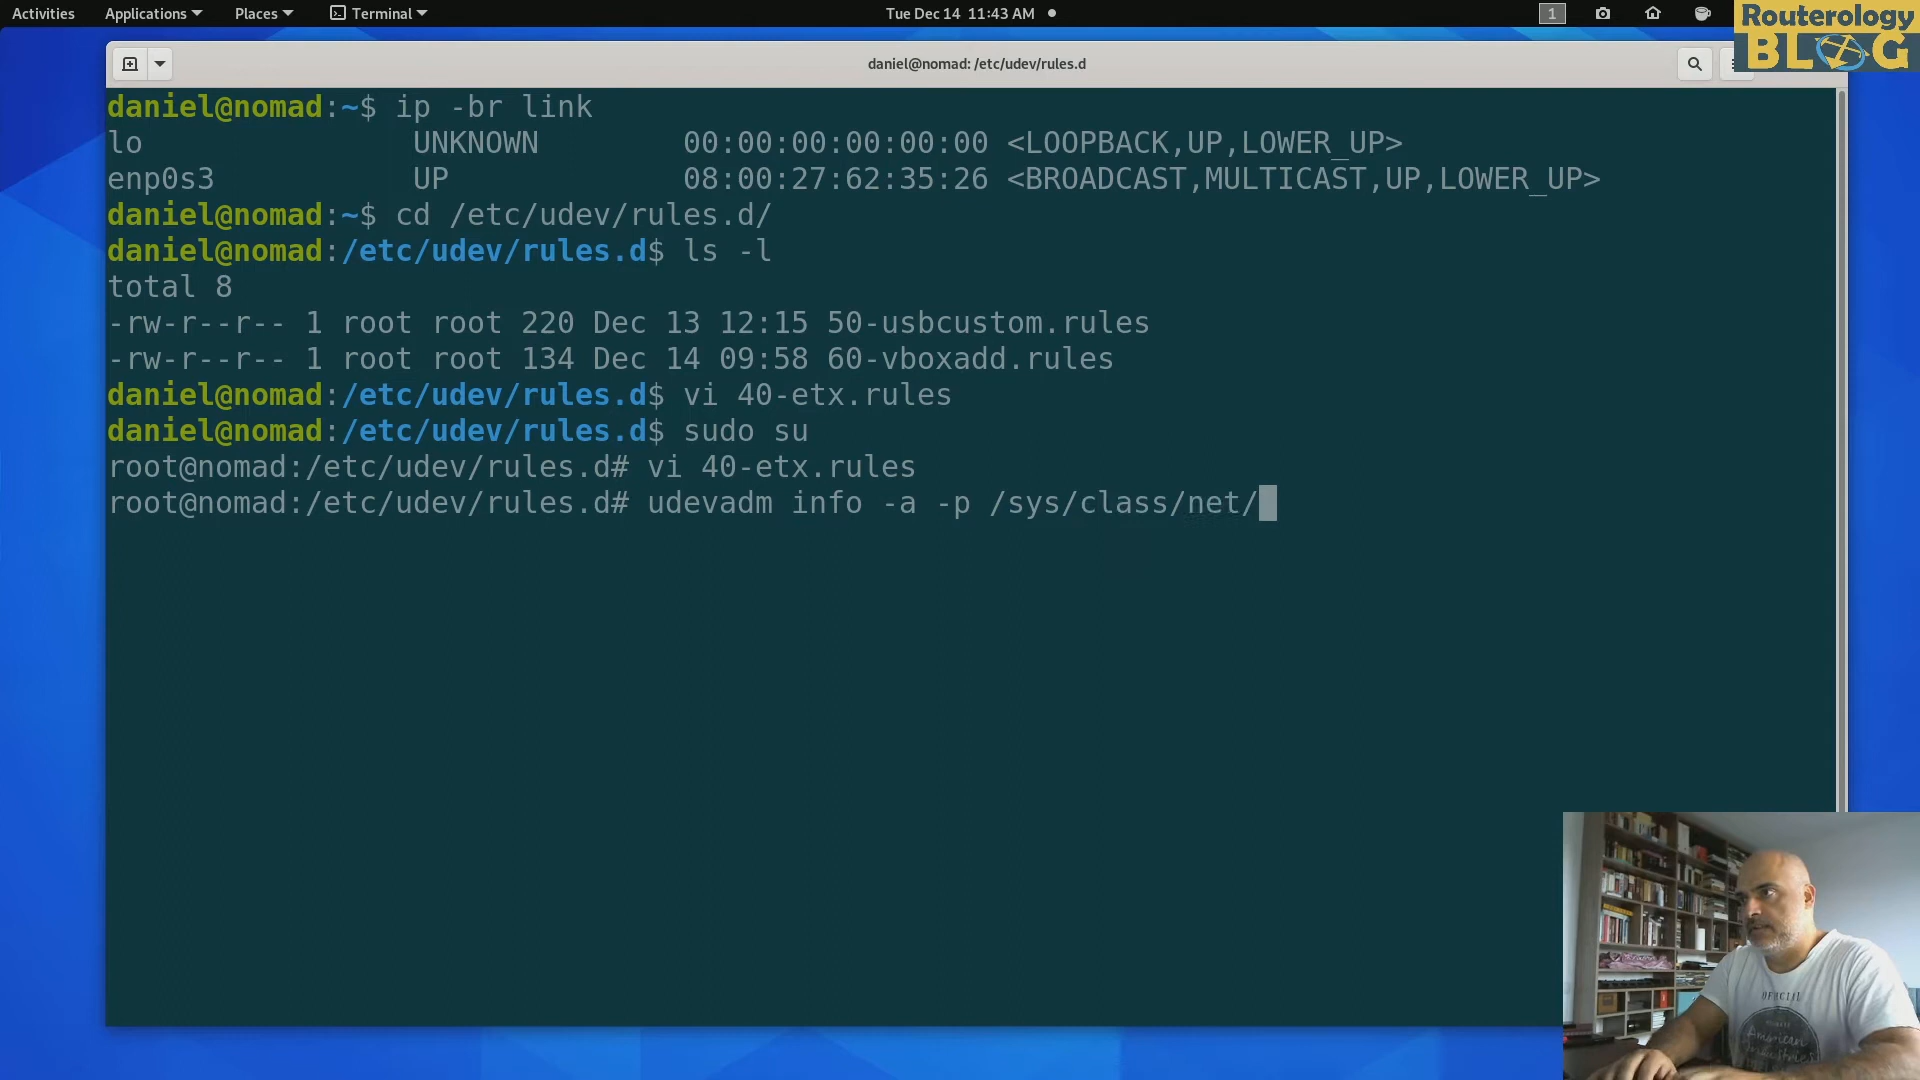 Activities Applications Places Terminal Tue Dec 14 11:43 AM 1
Routerology
BLOG
daniel@nomad: /etc/udev/rules.d
daniel@nomad:~$ ip -br link
lo UNKNOWN 00:00:00:00:00:00 <LOOPBACK,UP,LOWER_UP>
enp0s3 UP 08:00:27:62:35:26 <BROADCAST,MULTICAST,UP,LOWER_UP>
daniel@nomad:~$ cd /etc/udev/rules.d/
daniel@nomad:/etc/udev/rules.d$ ls -l
total 8
-rw-r--r-- 1 root root 220 Dec 13 12:15 50-usbcustom.rules
-rw-r--r-- 1 root root 134 Dec 14 09:58 60-vboxadd.rules
daniel@nomad:/etc/udev/rules.d$ vi 40-etx.rules
daniel@nomad:/etc/udev/rules.d$ sudo su
root@nomad:/etc/udev/rules.d# vi 40-etx.rules
root@nomad:/etc/udev/rules.d# udevadm info -a -p /sys/class/net/
OFFICIAL
American
Industries